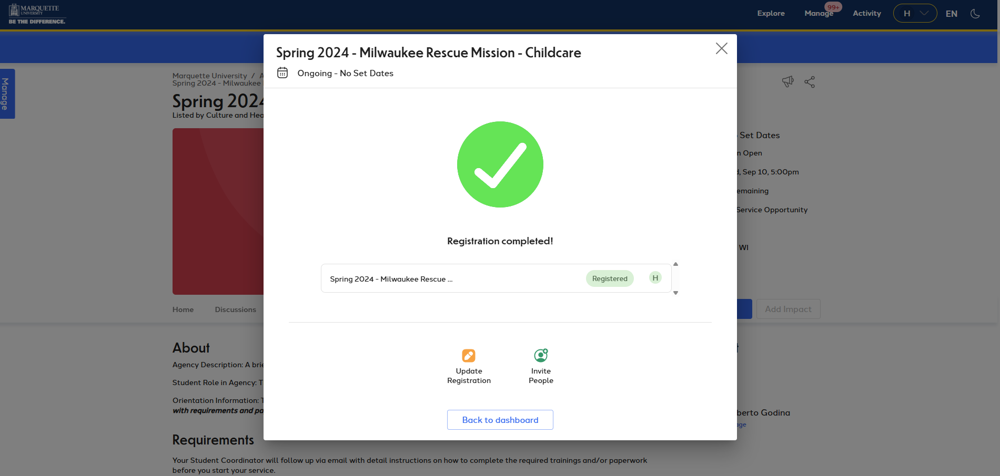 MARQUETTE
UNIVERSITY
BE THE DIFFERENCE.
Explore
Manage
99+
Activity
H
EN
Manage
Marquette University / A
Spring 2024 - Milwaukee
Spring 2024
Listed by Culture and Hea
Home
Discussions
About
Agency Description: A brie
Student Role in Agency: T
Orientation Information: T
with requirements and pa
Requirements
Your Student Coordinator will follow up via email with detail instructions on how to complete the required trainings and/or paperwork
before you start your service.
Spring 2024 - Milwaukee Rescue Mission - Childcare
Ongoing - No Set Dates
Registration completed!
Spring 2024 - Milwaukee Rescue ...
Registered
H
Update
Registration
Invite
People
Back to dashboard
Set Dates
n Open
d, Sep 10, 5:00pm
emaining
Service Opportunity
WI
Add Impact
berto Godina
age